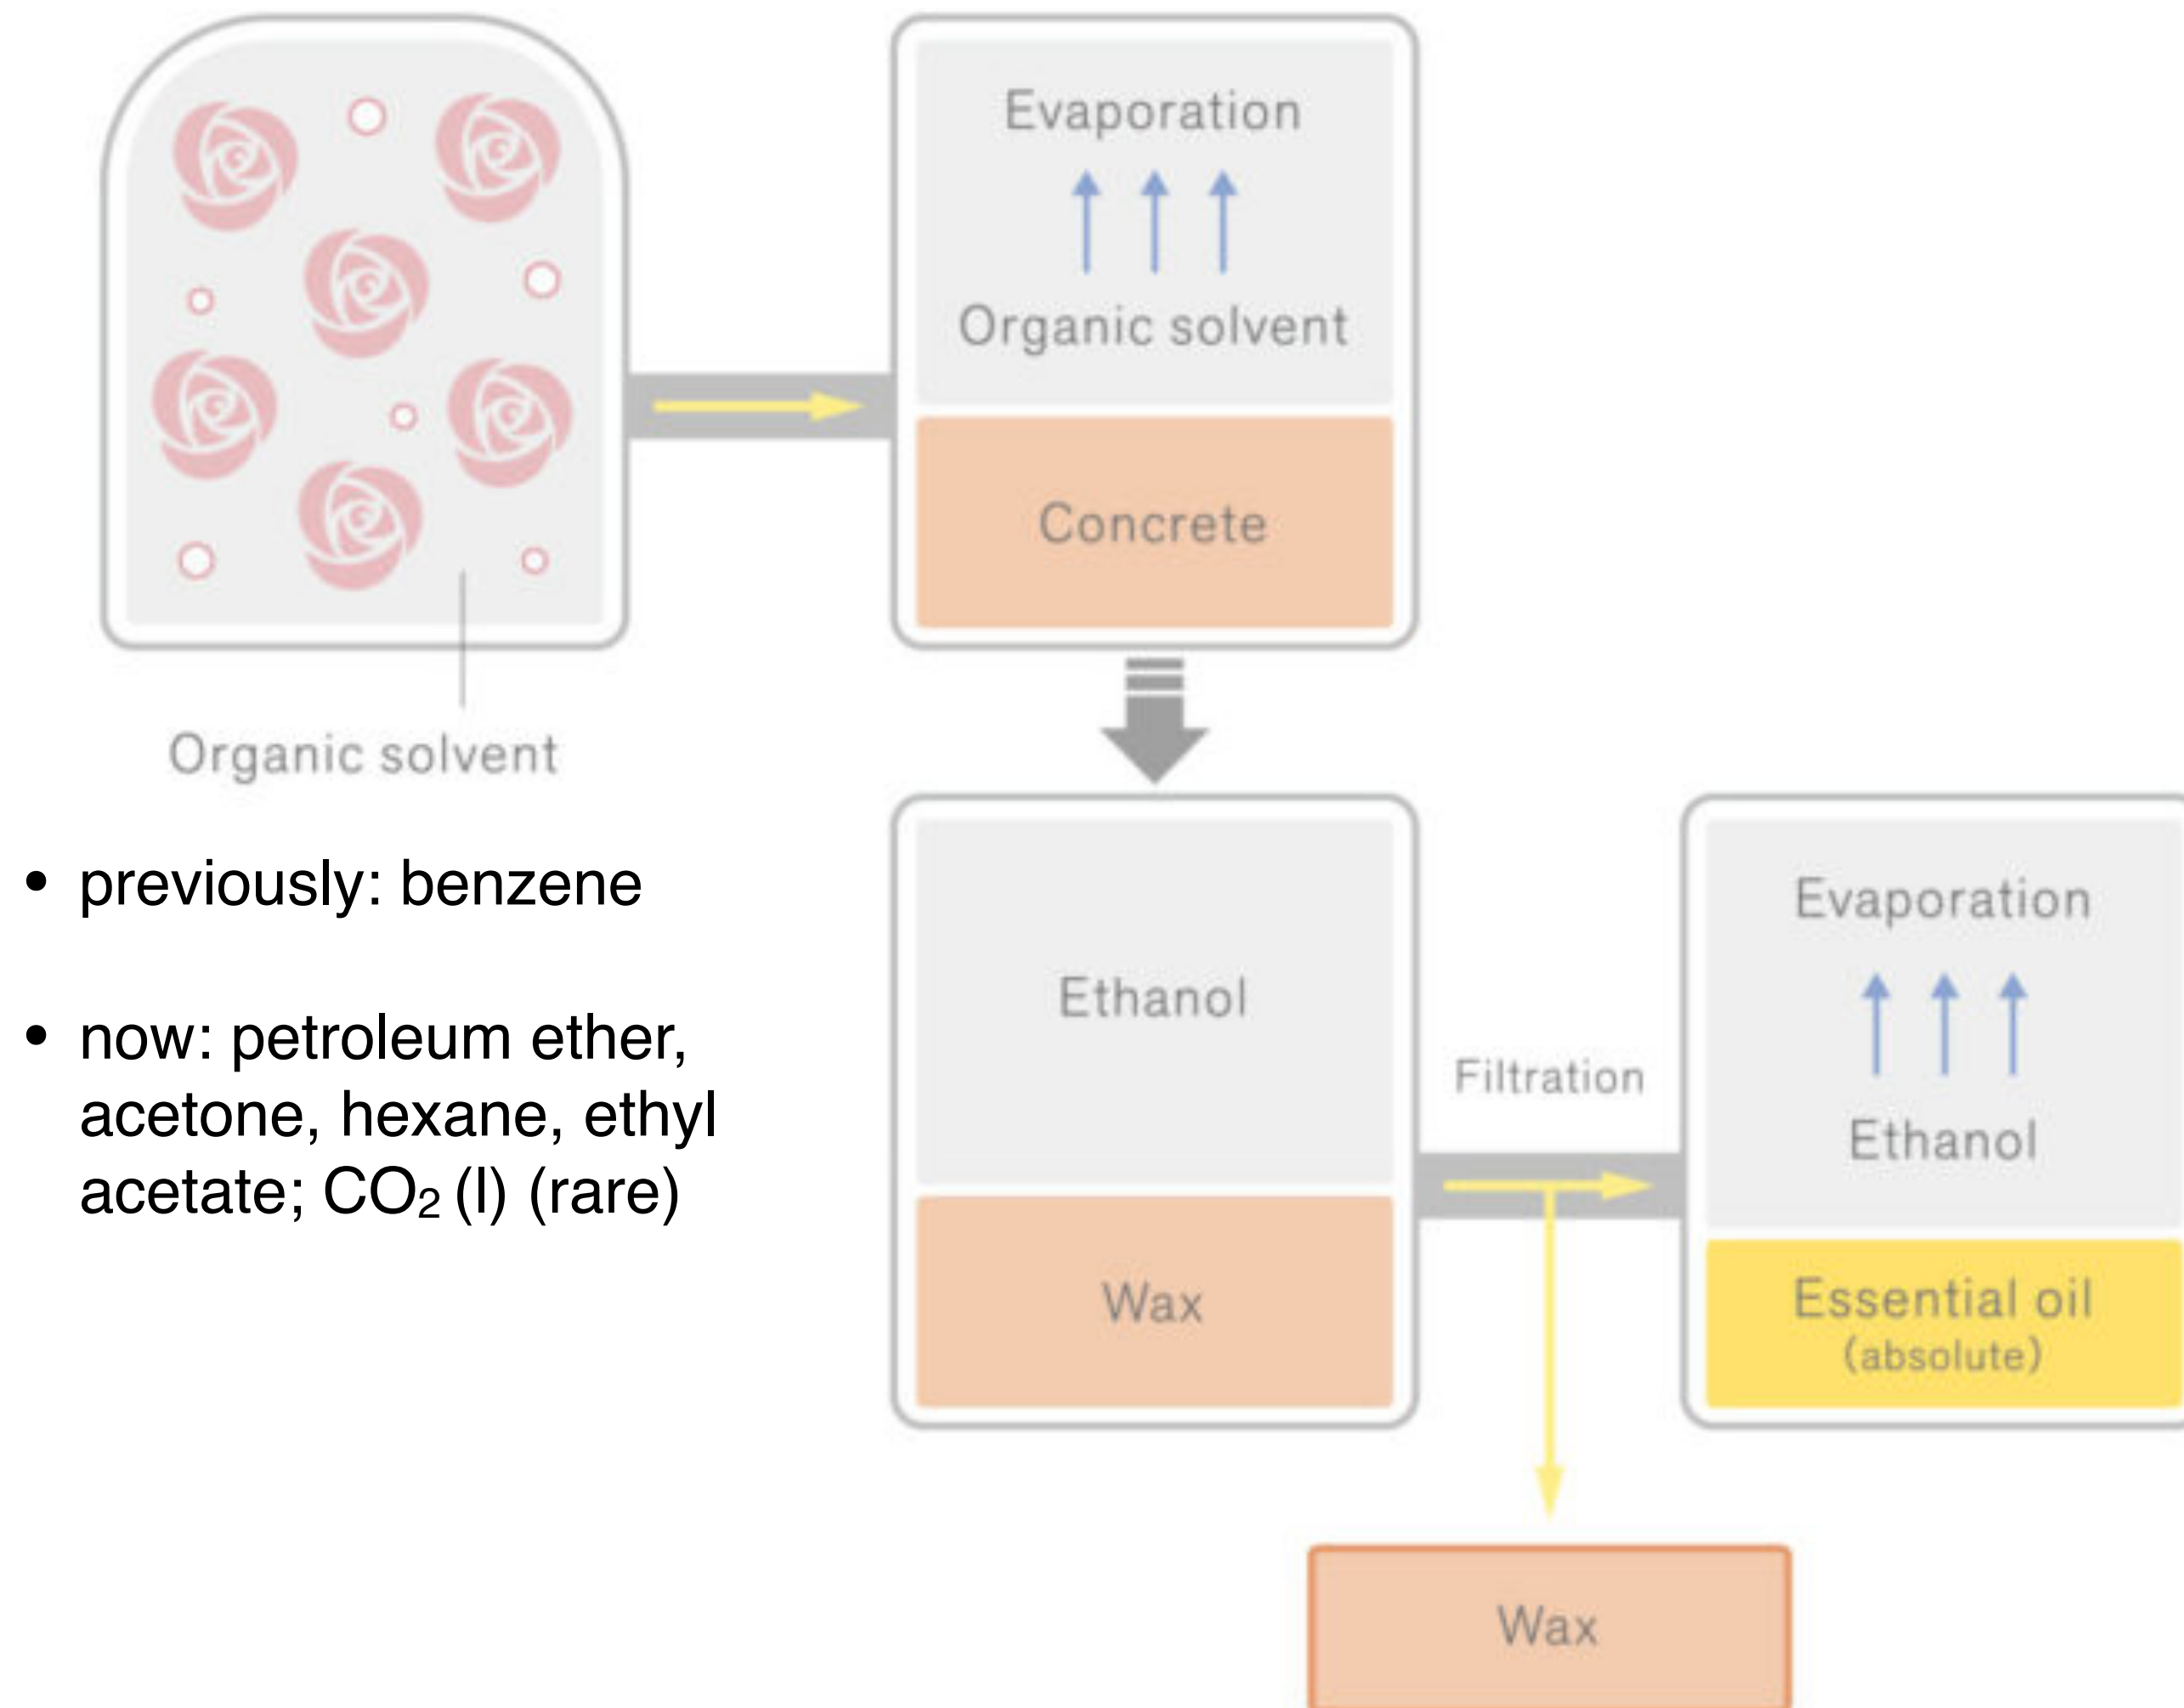 Evaporation
Organic solvent
Concrete
Organic solvent
• previously: benzene
• now: petroleum ether,
acetone, hexane, ethyl
acetate; CO₂ (l) (rare)
Ethanol
Wax
Filtration
Evaporation
Ethanol
Essential oil
(absolute)
Wax